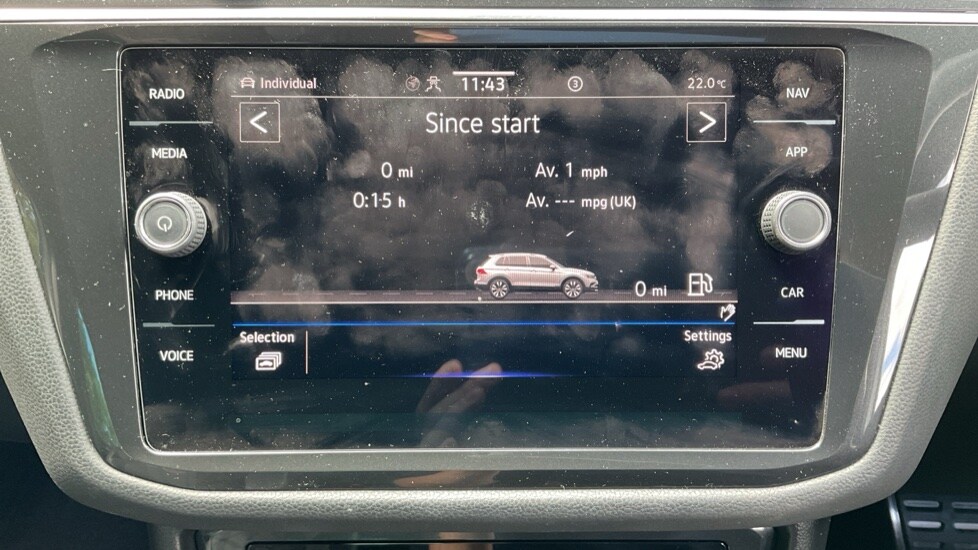 RADIO
MEDIA
PHONE
VOICE
Individual 11:43 3 22.0°C
< Since start >
0 mi Av. 1 mph
0:15 h Av. --- mpg (UK)
0 mi
Selection Settings
NAV
APP
CAR
MENU